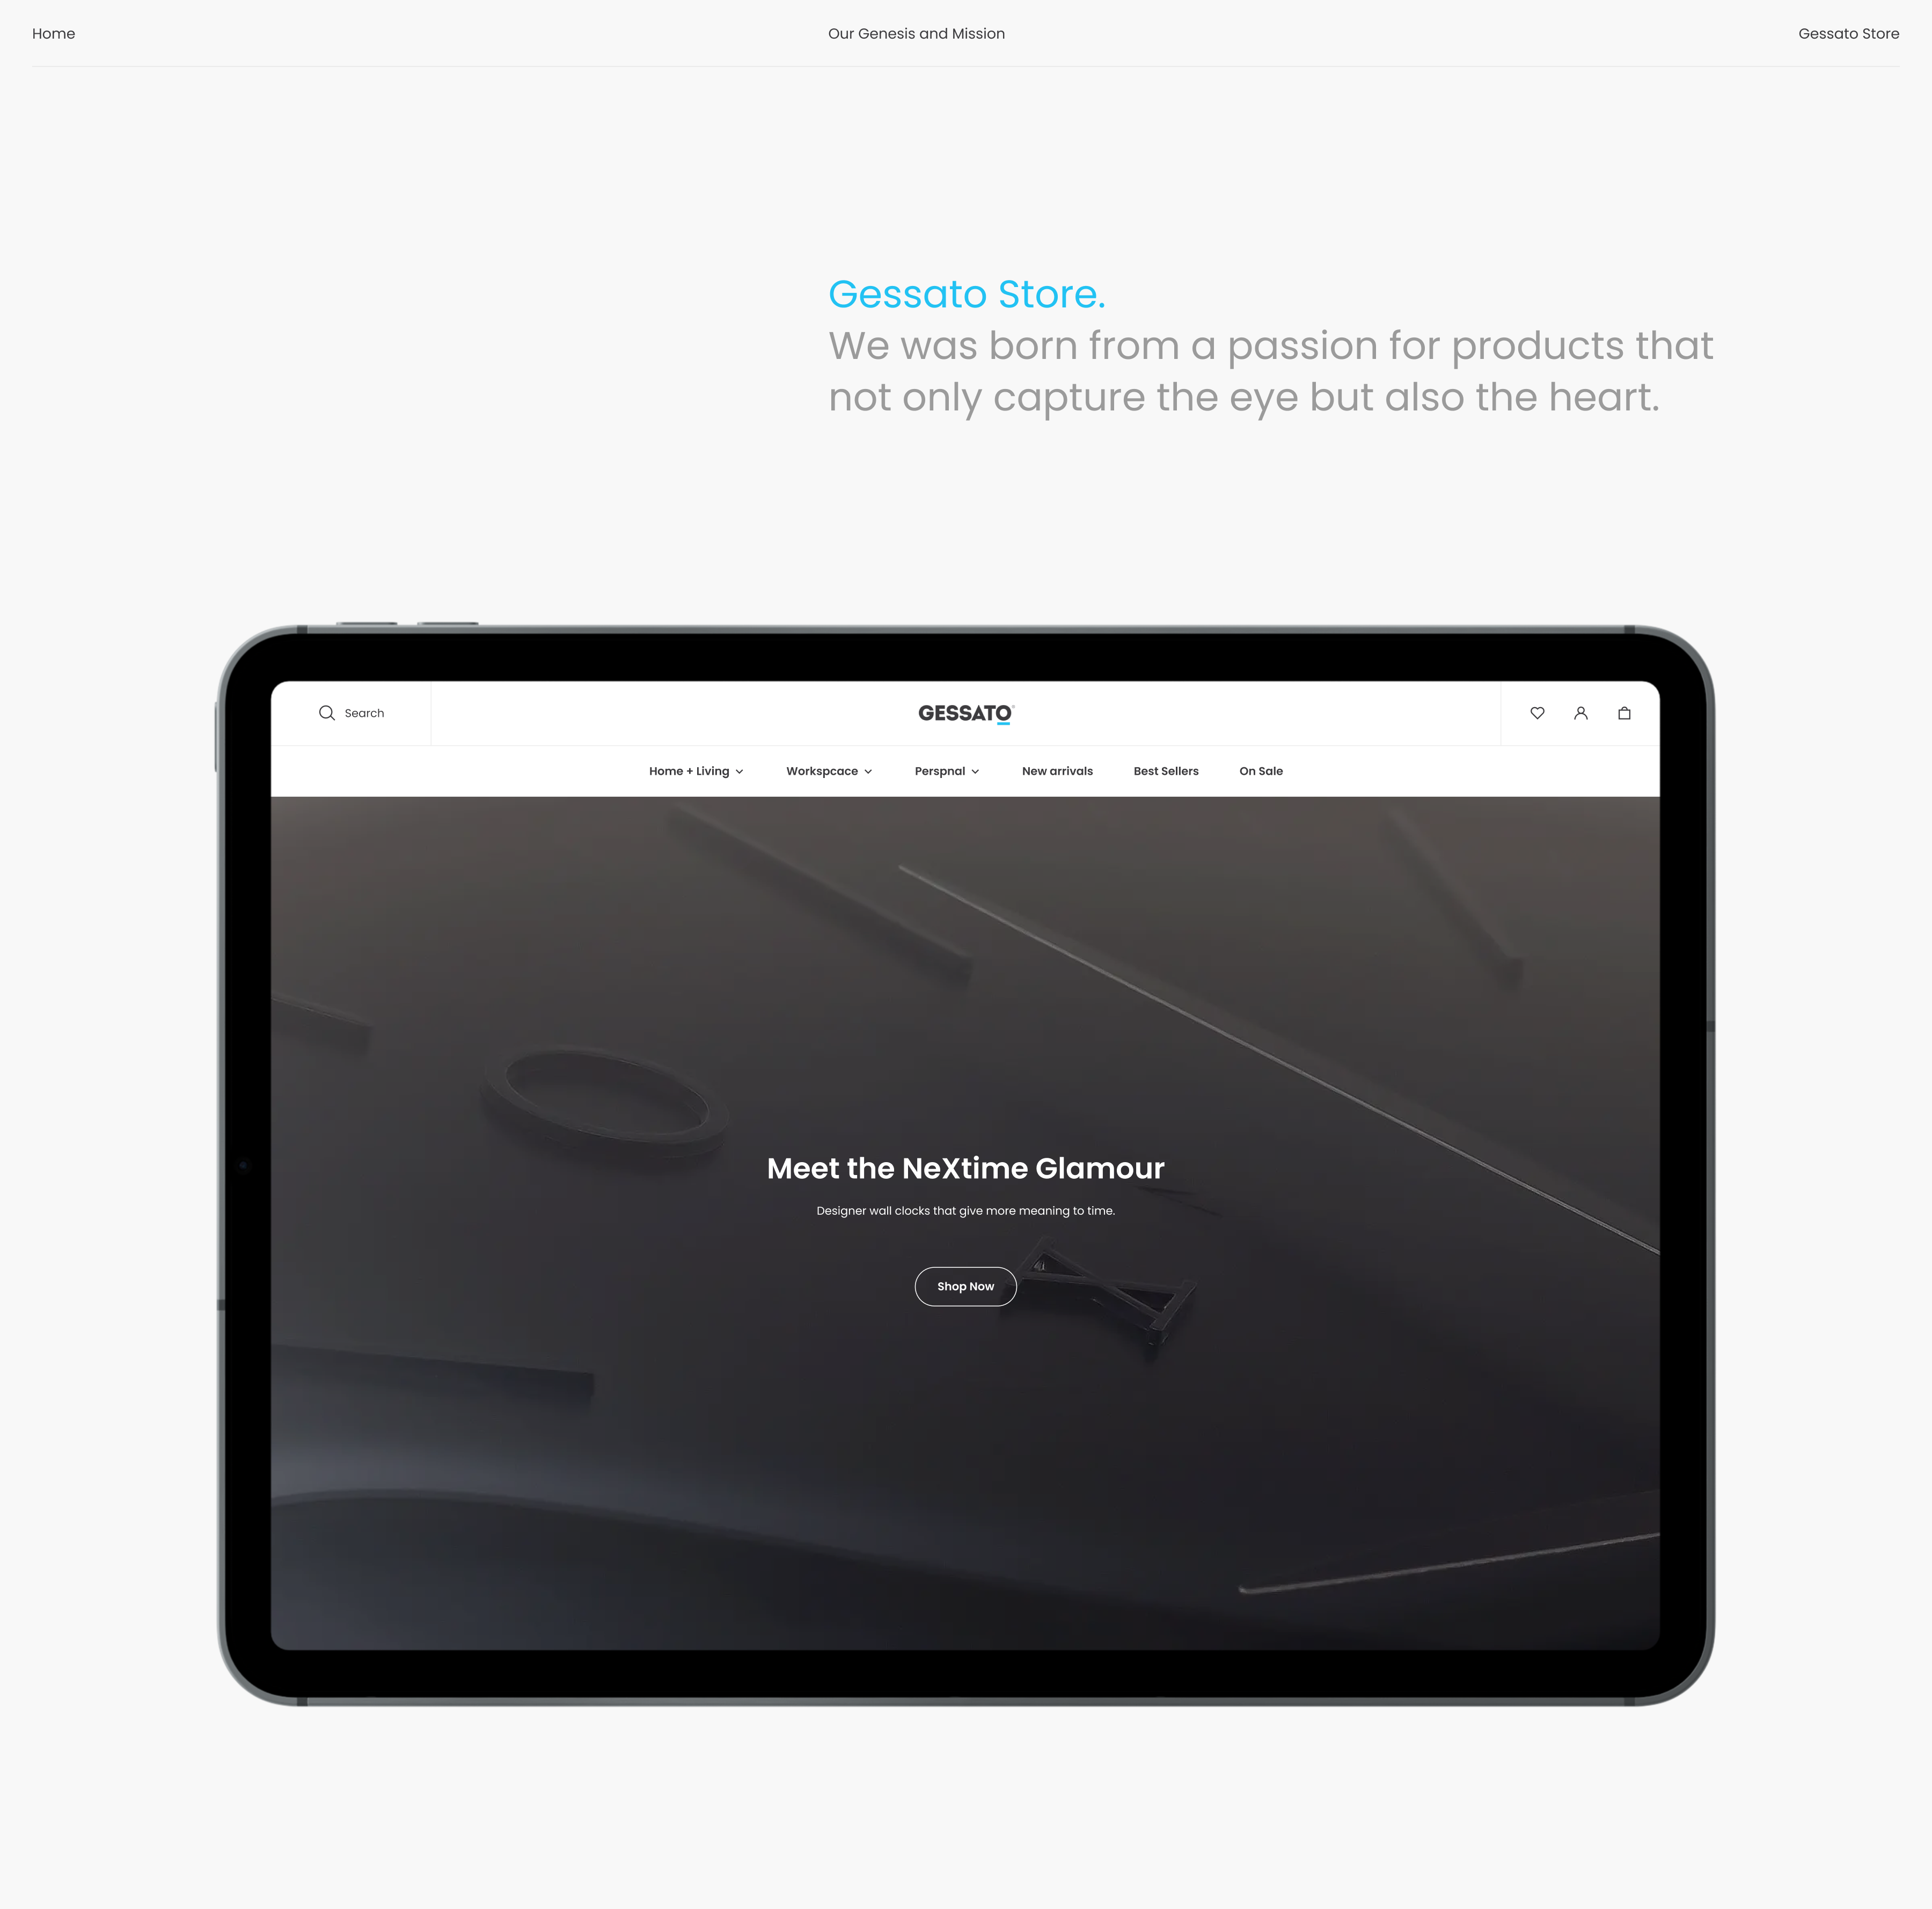 Home
Our Genesis and Mission
Gessato Store
Gessato Store.
We was born from a passion for products that
not only capture the eye but also the heart.
Search
GESSATO
Home + Living
Workspcace
Perspnal
New arrivals
Best Sellers
On Sale
Meet the NeXtime Glamour
Designer wall clocks that give more meaning to time.
Shop Now